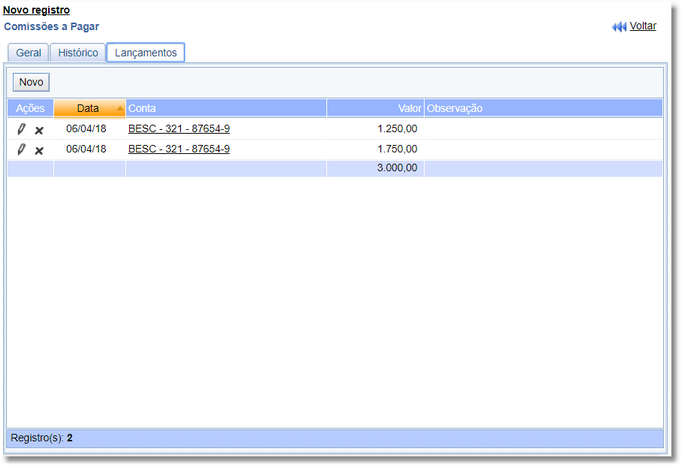 Novo registro
Comissões a Pagar
Voltar
Geral Histórico Lançamentos
Novo
Ações Data Conta Valor Observação
06/04/18 BESC - 321 - 87654-9 1.250,00
06/04/18 BESC - 321 - 87654-9 1.750,00
3.000,00
Registro(s): 2